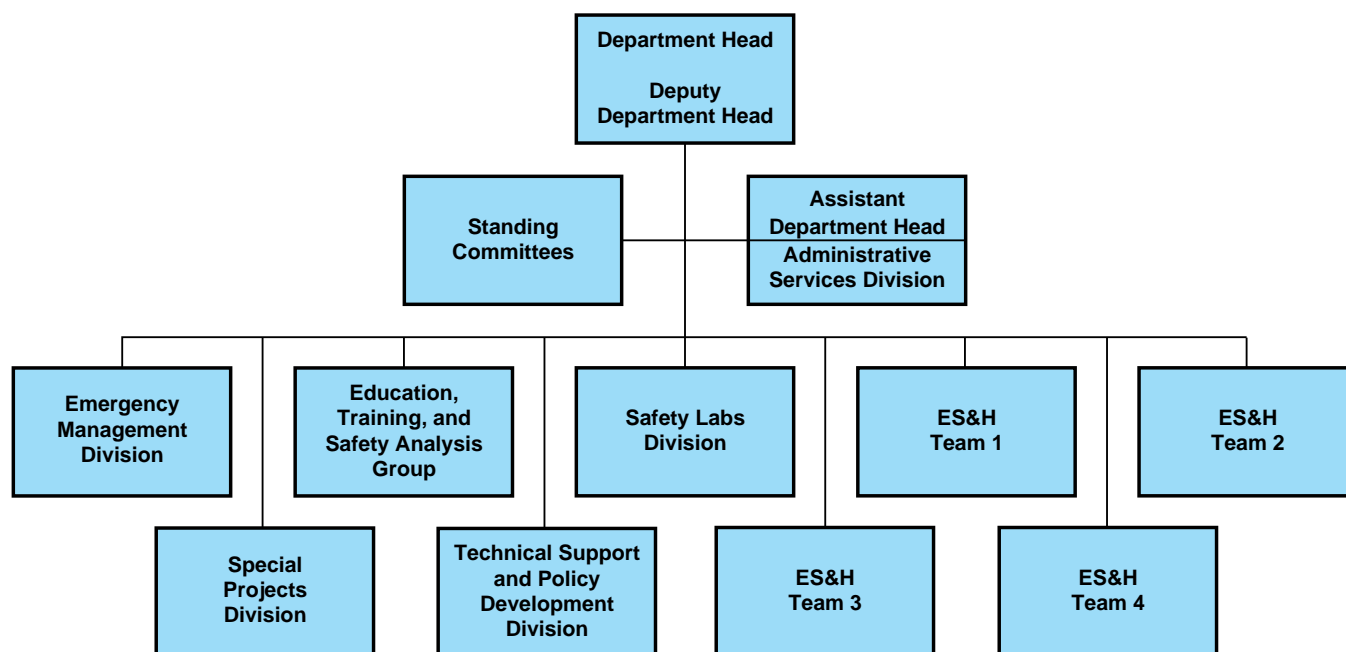 Department Head
Deputy
Department Head
Standing
Committees
Assistant
Department Head
Administrative
Services Division
Emergency
Management
Division
Education,
Training, and
Safety Analysis
Group
Safety Labs
Division
ES&H
Team 1
ES&H
Team 2
Special
Projects
Division
Technical Support
and Policy
Development
Division
ES&H
Team 3
ES&H
Team 4